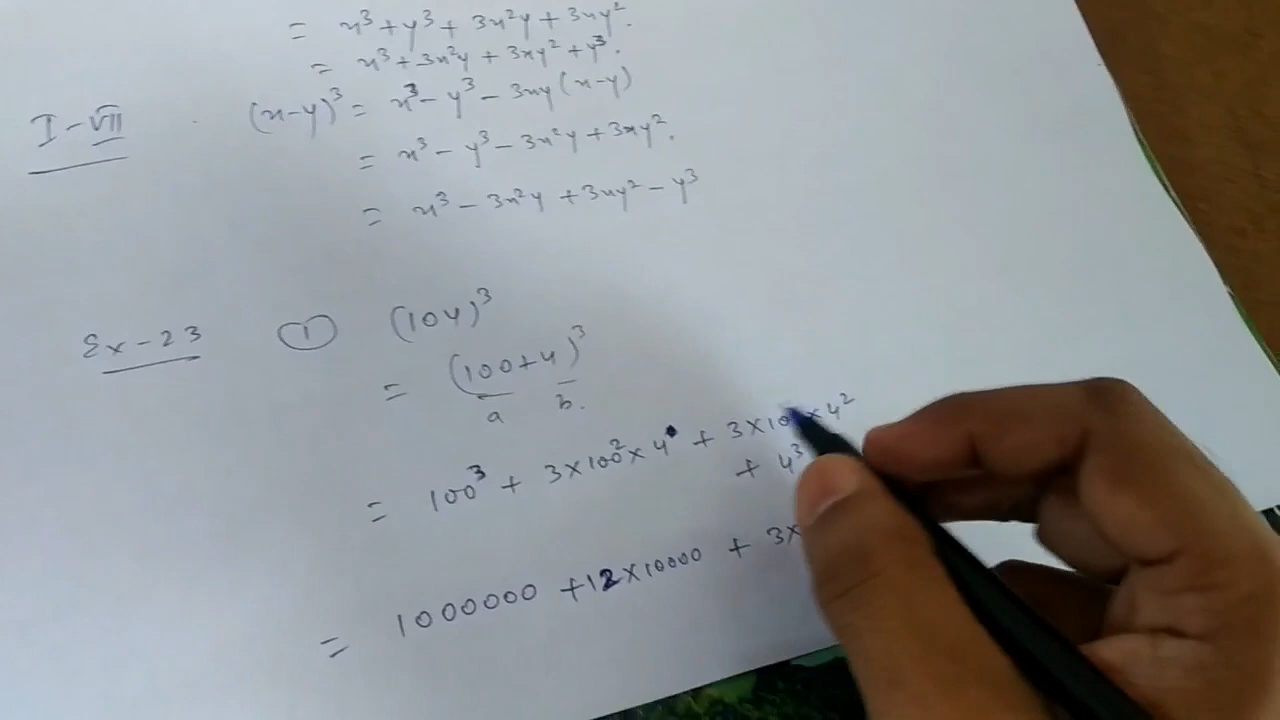 = x³ + y³ + 3x²y + 3xy².
= x³ + 3x²y + 3xy² + y³.
I - VII (x-y)³ = x³ - y³ - 3xy(x-y)
= x³ - y³ - 3x²y + 3xy².
= x³ - 3x²y + 3xy² - y³
Ex-23 ① (104)³
= (100+4)³
a b.
= 100³ + 3×100²×4 + 3×100×4²
+ 4³
= 1000000 + 12×10000 + 3×